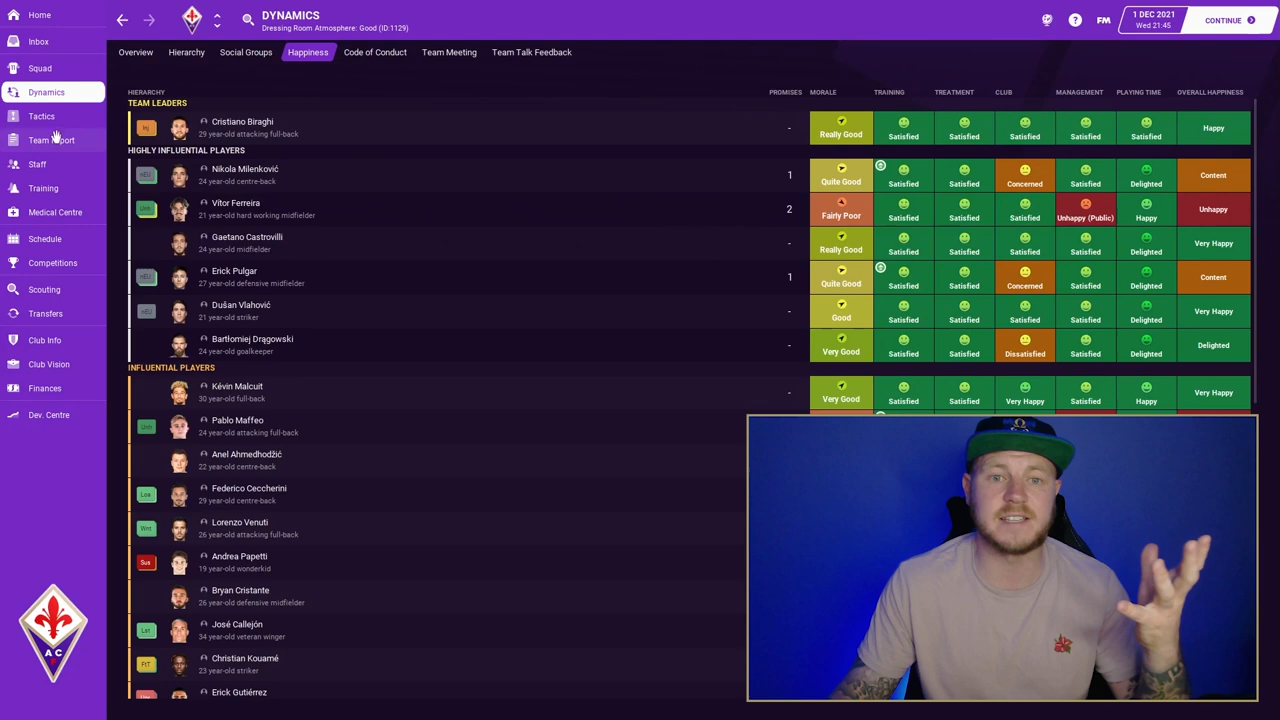 Home
Inbox
Squad
Dynamics
Tactics
Team Report
Staff
Training
Medical Centre
Schedule
Competitions
Scouting
Transfers
Club Info
Club Vision
Finances
Dev. Centre
A C
F
DYNAMICS
Dressing Room Atmosphere: Good (ID:1129)
?
FM
1 DEC 2021
Wed 21:45
CONTINUE
Overview Hierarchy Social Groups Happiness Code of Conduct Team Meeting Team Talk Feedback
HIERARCHY PROMISES MORALE TRAINING TREATMENT CLUB MANAGEMENT PLAYING TIME OVERALL HAPPINESS
TEAM LEADERS
Inj Cristiano Biraghi
29 year-old attacking full-back
- Really Good Satisfied Satisfied Satisfied Satisfied Satisfied Happy
HIGHLY INFLUENTIAL PLAYERS
nEU Nikola Milenković
24 year-old centre-back
1 Quite Good Satisfied Satisfied Concerned Satisfied Delighted Content
Unh Vítor Ferreira
21 year-old hard working midfielder
2 Fairly Poor Satisfied Satisfied Satisfied Unhappy (Public) Happy Unhappy
Gaetano Castrovilli
24 year-old midfielder
- Really Good Satisfied Satisfied Satisfied Satisfied Delighted Very Happy
nEU Erick Pulgar
27 year-old defensive midfielder
1 Quite Good Satisfied Satisfied Concerned Satisfied Delighted Content
nEU Dušan Vlahović
21 year-old striker
- Good Satisfied Satisfied Satisfied Satisfied Delighted Very Happy
Bartłomiej Drągowski
24 year-old goalkeeper
- Very Good Satisfied Satisfied Dissatisfied Satisfied Delighted Delighted
INFLUENTIAL PLAYERS
Kévin Malcuit
30 year-old full-back
- Very Good Satisfied Satisfied Very Happy Satisfied Happy Very Happy
Unh Pablo Maffeo
24 year-old attacking full-back
Anel Ahmedhodžić
22 year-old centre-back
Loa Federico Ceccherini
29 year-old centre-back
Wnt Lorenzo Venuti
26 year-old attacking full-back
Sus Andrea Papetti
19 year-old wonderkid
Bryan Cristante
26 year-old defensive midfielder
Lat José Callejón
34 year-old veteran winger
FrT Christian Kouamé
23 year-old striker
Erick Gutiérrez